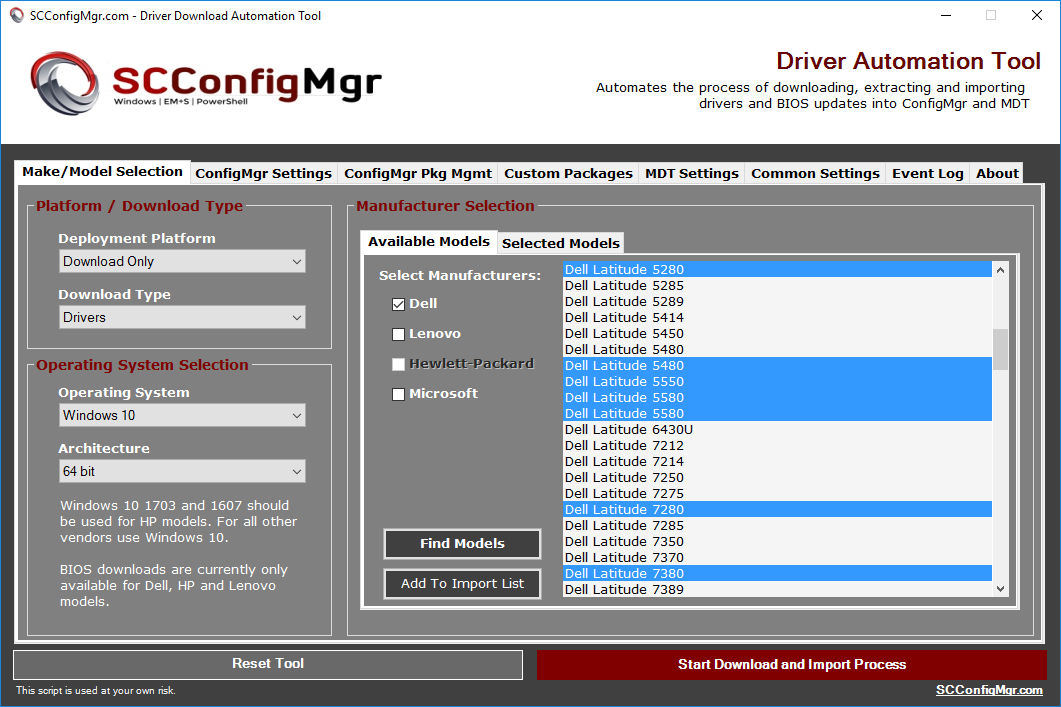 SCConfigMgr.com - Driver Download Automation Tool
SCConfigMgr
Windows | EM+S | PowerShell
Driver Automation Tool
Automates the process of downloading, extracting and importing
drivers and BIOS updates into ConfigMgr and MDT
Make/Model Selection ConfigMgr Settings ConfigMgr Pkg Mgmt Custom Packages MDT Settings Common Settings Event Log About
Platform / Download Type
Deployment Platform
Download Only
Download Type
Drivers
Operating System Selection
Operating System
Windows 10
Architecture
64 bit
Windows 10 1703 and 1607 should
be used for HP models. For all other
vendors use Windows 10.
BIOS downloads are currently only
available for Dell, HP and Lenovo
models.
Manufacturer Selection
Available Models Selected Models
Select Manufacturers:
Dell
Lenovo
Hewlett-Packard
Microsoft
Find Models
Add To Import List
Dell Latitude 5280
Dell Latitude 5285
Dell Latitude 5289
Dell Latitude 5414
Dell Latitude 5450
Dell Latitude 5480
Dell Latitude 5480
Dell Latitude 5550
Dell Latitude 5580
Dell Latitude 5580
Dell Latitude 6430U
Dell Latitude 7212
Dell Latitude 7214
Dell Latitude 7250
Dell Latitude 7275
Dell Latitude 7280
Dell Latitude 7285
Dell Latitude 7350
Dell Latitude 7370
Dell Latitude 7380
Dell Latitude 7389
Reset Tool
Start Download and Import Process
This script is used at your own risk.
SCConfigMgr.com